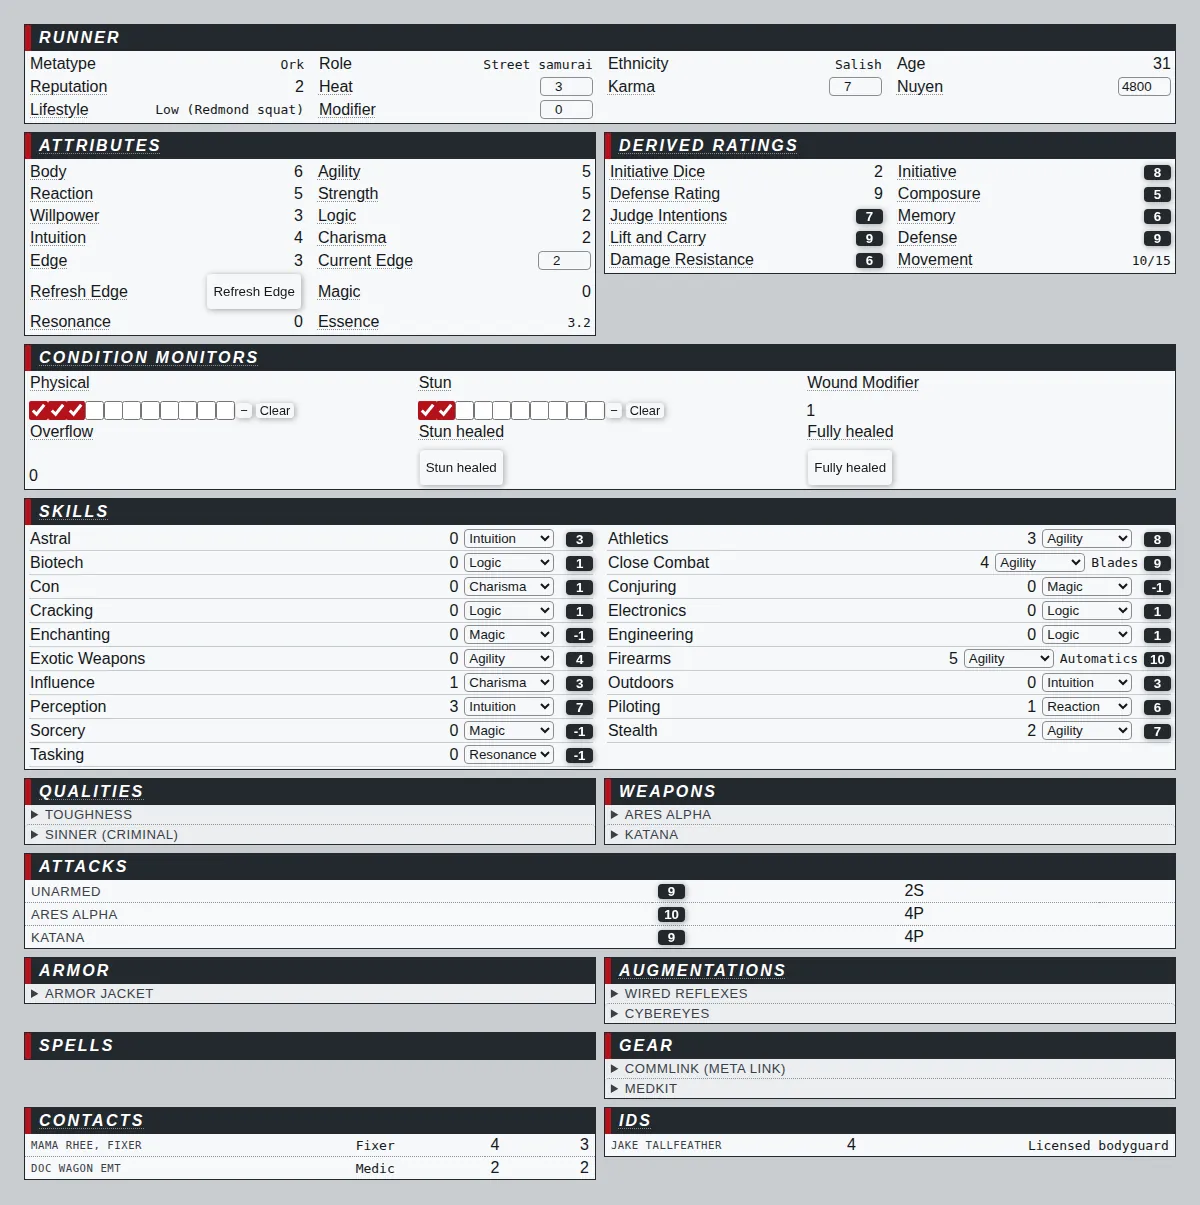 RUNNER
Metatype Ork Role Street samurai Ethnicity Salish Age 31
Reputation 2 Heat 3 Karma 7 Nuyen 4800
Lifestyle Low (Redmond squat) Modifier 0
ATTRIBUTES
Body 6 Agility 5
Reaction 5 Strength 5
Willpower 3 Logic 2
Intuition 4 Charisma 2
Edge 3 Current Edge 2
Refresh Edge Refresh Edge Magic 0
Resonance 0 Essence 3.2
DERIVED RATINGS
Initiative Dice 2 Initiative 8
Defense Rating 9 Composure 5
Judge Intentions 7 Memory 6
Lift and Carry 9 Defense 9
Damage Resistance 6 Movement 10/15
CONDITION MONITORS
Physical Stun Wound Modifier
− Clear − Clear 1
Overflow Stun healed Fully healed
0 Stun healed Fully healed
SKILLS
Astral 0 Intuition 3 Athletics 3 Agility 8
Biotech 0 Logic 1 Close Combat 4 Agility Blades 9
Con 0 Charisma 1 Conjuring 0 Magic -1
Cracking 0 Logic 1 Electronics 0 Logic 1
Enchanting 0 Magic -1 Engineering 0 Logic 1
Exotic Weapons 0 Agility 4 Firearms 5 Agility Automatics 10
Influence 1 Charisma 3 Outdoors 0 Intuition 3
Perception 3 Intuition 7 Piloting 1 Reaction 6
Sorcery 0 Magic -1 Stealth 2 Agility 7
Tasking 0 Resonance -1
QUALITIES
TOUGHNESS
SINNER (CRIMINAL)
WEAPONS
ARES ALPHA
KATANA
ATTACKS
UNARMED 9 2S
ARES ALPHA 10 4P
KATANA 9 4P
ARMOR
ARMOR JACKET
AUGMENTATIONS
WIRED REFLEXES
CYBEREYES
SPELLS
GEAR
COMMLINK (META LINK)
MEDKIT
CONTACTS
MAMA RHEE, FIXER Fixer 4 3
DOC WAGON EMT Medic 2 2
IDS
JAKE TALLFEATHER 4 Licensed bodyguard